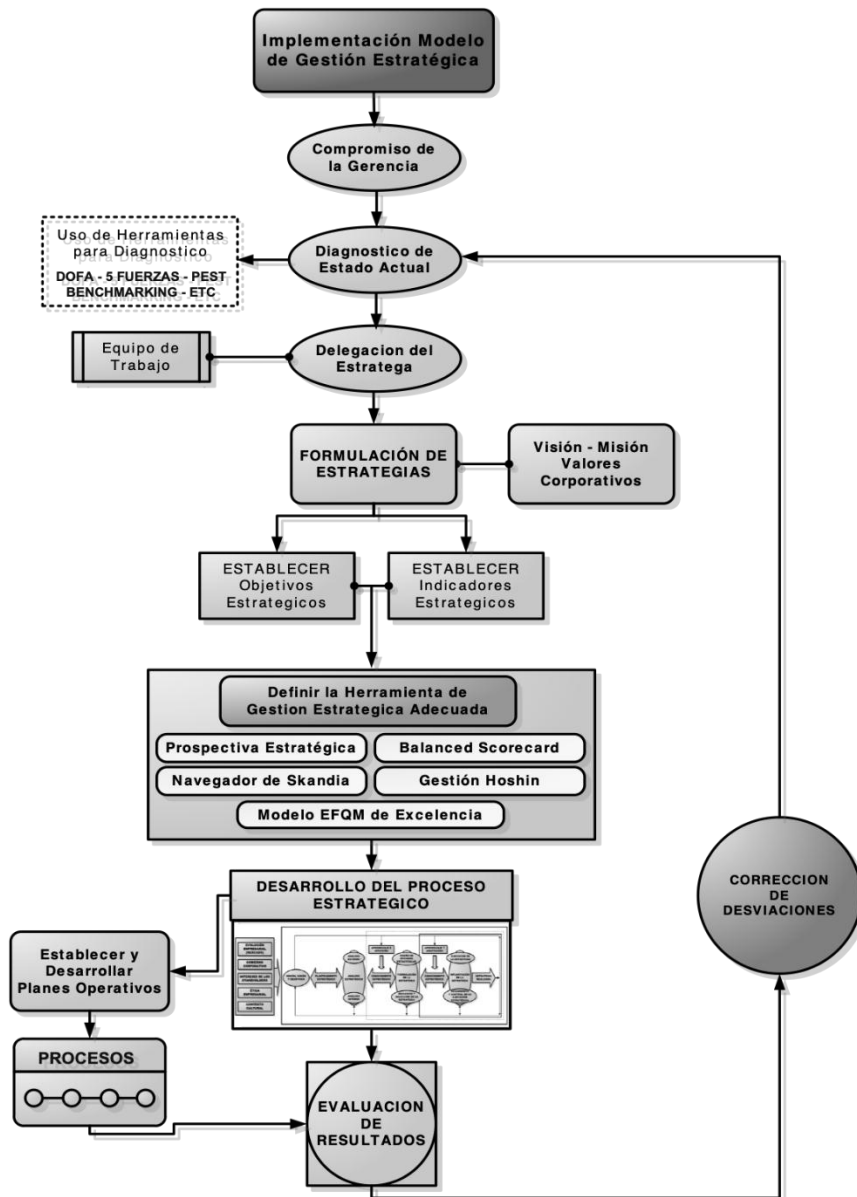 Implementación Modelo
de Gestión Estratégica
Compromiso de
la Gerencia
Uso de Herramientas
para Diagnostico
DOFA - 5 FUERZAS - PEST
BENCHMARKING - ETC
Diagnostico de
Estado Actual
Equipo de
Trabajo
Delegacion del
Estratega
FORMULACIÓN DE
ESTRATEGIAS
Visión - Misión
Valores
Corporativos
ESTABLECER
Objetivos
Estrategicos
ESTABLECER
Indicadores
Estrategicos
Definir la Herramienta de
Gestion Estrategica Adecuada
Prospectiva Estratégica
Balanced Scorecard
Navegador de Skandia
Gestión Hoshin
Modelo EFQM de Excelencia
CORRECCION
DE
DESVIACIONES
DESARROLLO DEL PROCESO
ESTRATEGICO
Establecer y
Desarrollar
Planes Operativos
PROCESOS
EVALUACION
DE
RESULTADOS